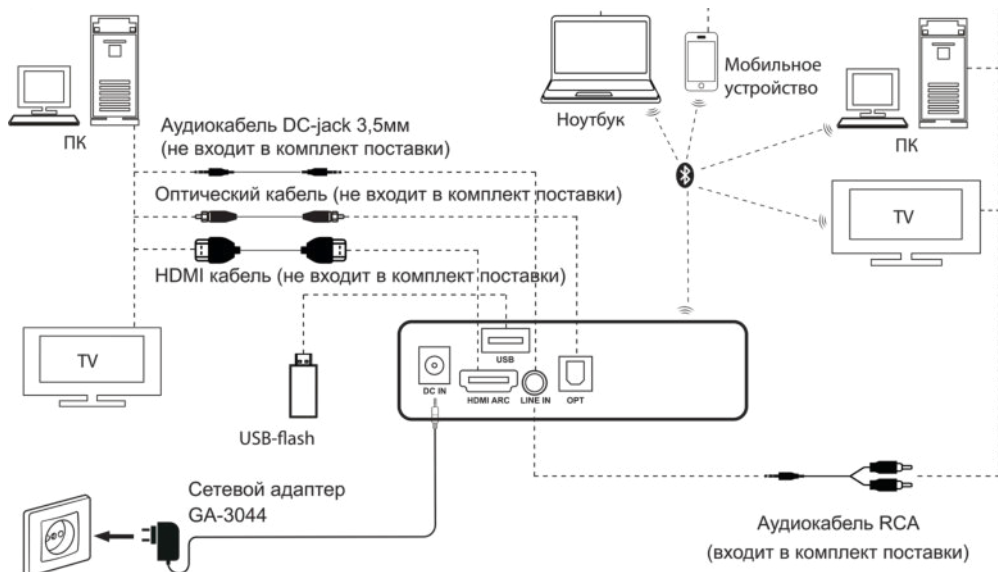 Ноутбук
Мобильное
устройство
ПК
ПК
Аудиокабель DC-jack 3,5мм
(не входит в комплект поставки)
Оптический кабель (не входит в комплект поставки)
TV
HDMI кабель (не входит в комплект поставки)
TV
USB
DC IN
HDMI ARC
LINE IN
OPT
USB-flash
Сетевой адаптер
GA-3044
Аудиокабель RCA
(входит в комплект поставки)